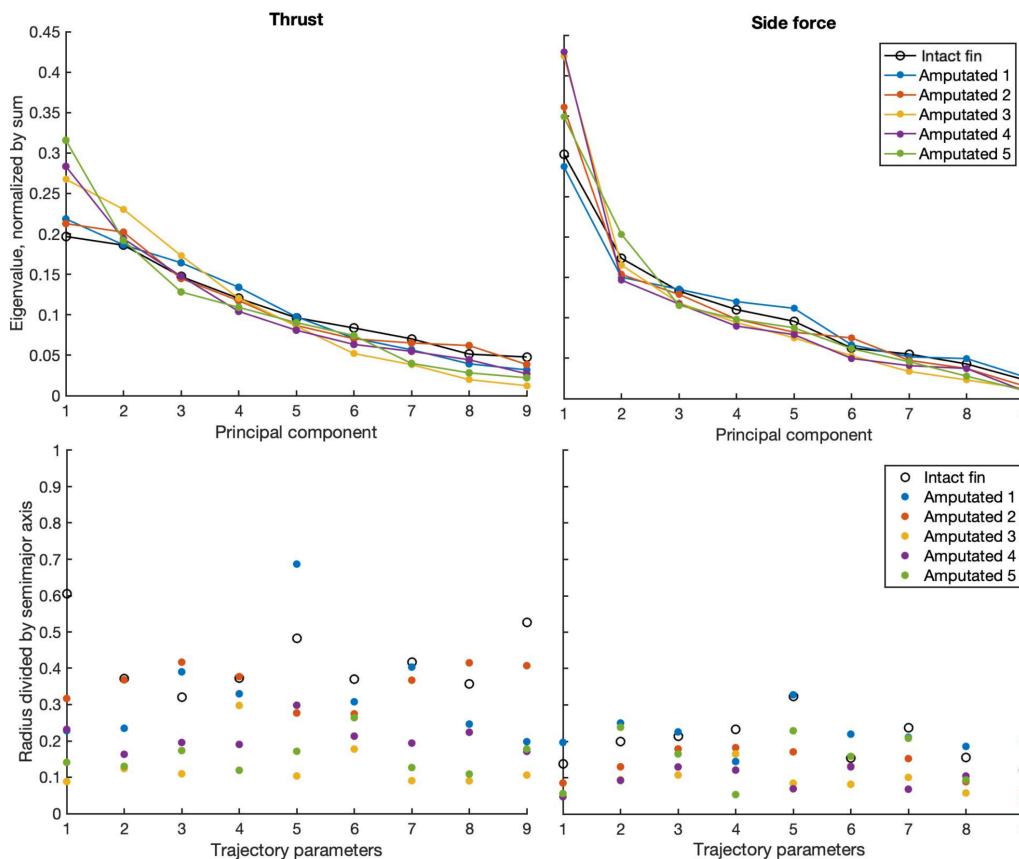 Thrust
Eigenvalue, normalized by sum
0.45
0.4
0.35
0.3
0.25
0.2
0.15
0.1
0.05
0
1 2 3 4 5 6 7 8 9
Principal component
Side force
Intact fin
Amputated 1
Amputated 2
Amputated 3
Amputated 4
Amputated 5
1 2 3 4 5 6 7 8
Principal component
Radius divided by semimajor axis
1
0.9
0.8
0.7
0.6
0.5
0.4
0.3
0.2
0.1
0
1 2 3 4 5 6 7 8 9
Trajectory parameters
Intact fin
Amputated 1
Amputated 2
Amputated 3
Amputated 4
Amputated 5
1 2 3 4 5 6 7 8
Trajectory parameters